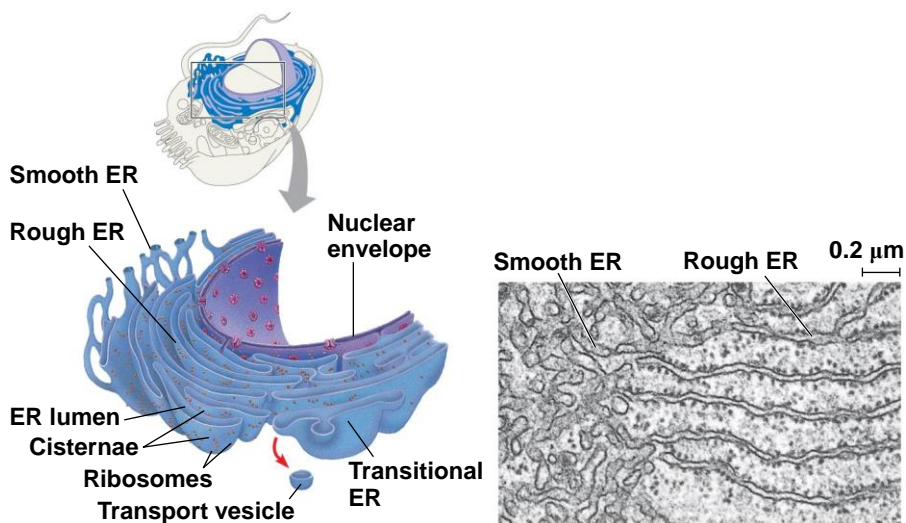 Smooth ER
Rough ER
Nuclear
envelope
ER lumen
Cisternae
Ribosomes
Transport vesicle
Transitional
ER
Smooth ER
Rough ER
0.2 μm